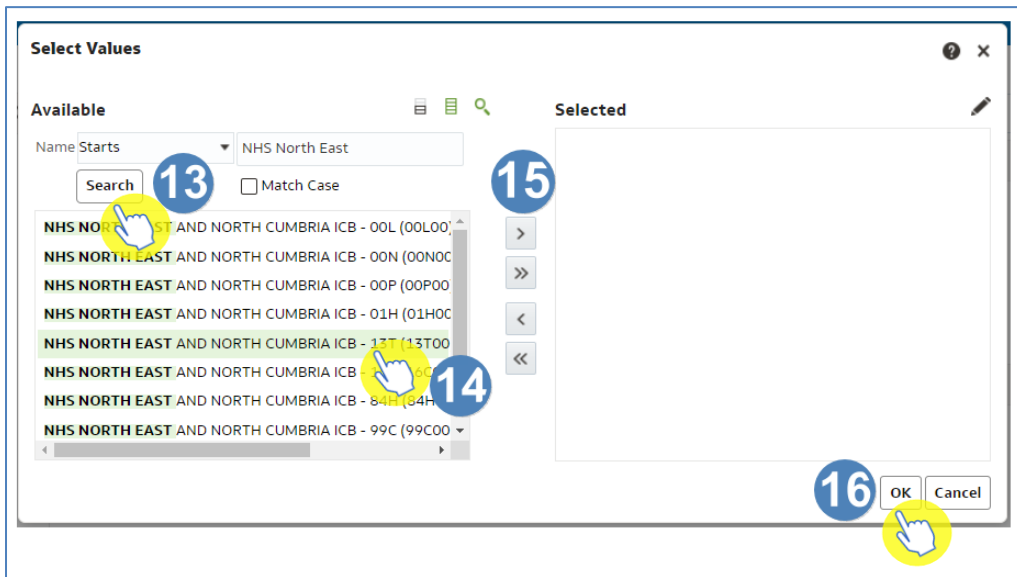 Select Values
Available
Selected
Name Starts NHS North East
Search 13 Match Case
15
NHS NOR ST AND NORTH CUMBRIA ICB - 00L (00L00)
NHS NORTH EAST AND NORTH CUMBRIA ICB - 00N (00N00
NHS NORTH EAST AND NORTH CUMBRIA ICB - 00P (00P00
NHS NORTH EAST AND NORTH CUMBRIA ICB - 01H (01H00
NHS NORTH EAST AND NORTH CUMBRIA ICB - 13T (13T00
NHS NORTH EAST AND NORTH CUMBRIA ICB -
14
NHS NORTH EAST AND NORTH CUMBRIA ICB - 84H (84H
NHS NORTH EAST AND NORTH CUMBRIA ICB - 99C (99C00
16 OK Cancel